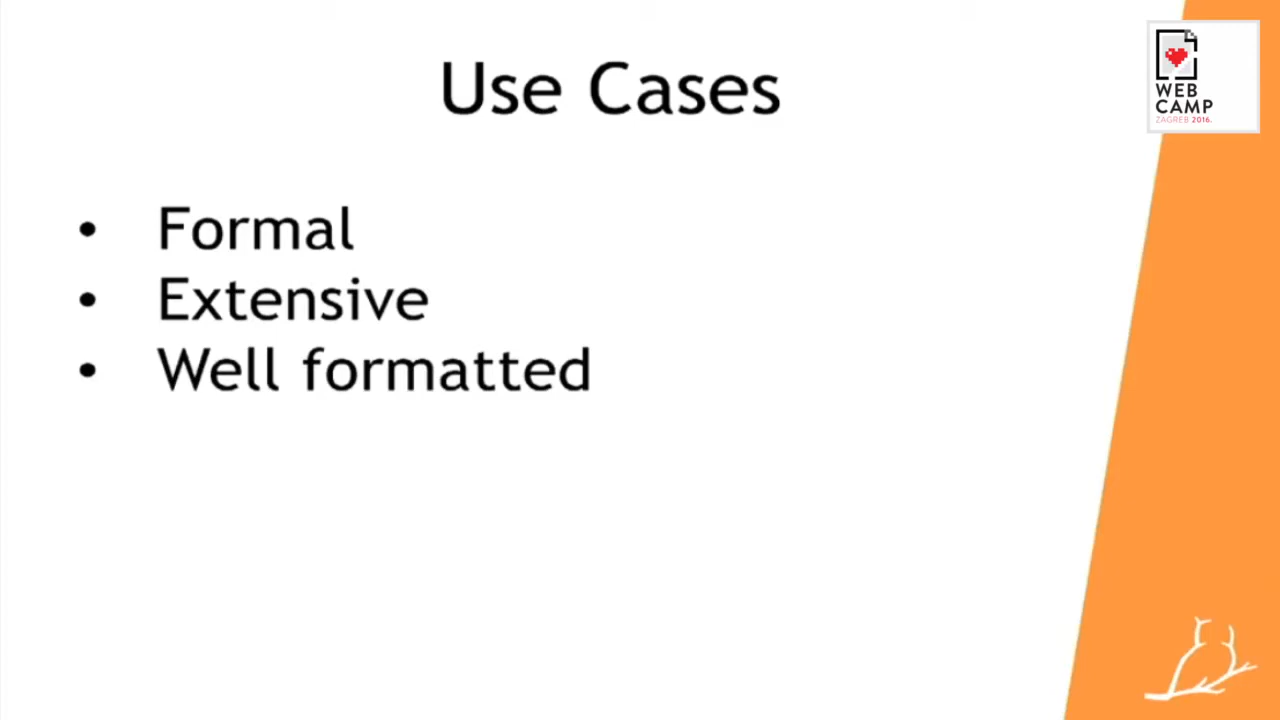 Use Cases
WEB
CAMP
ZAGREB 2016.
• Formal
• Extensive
• Well formatted